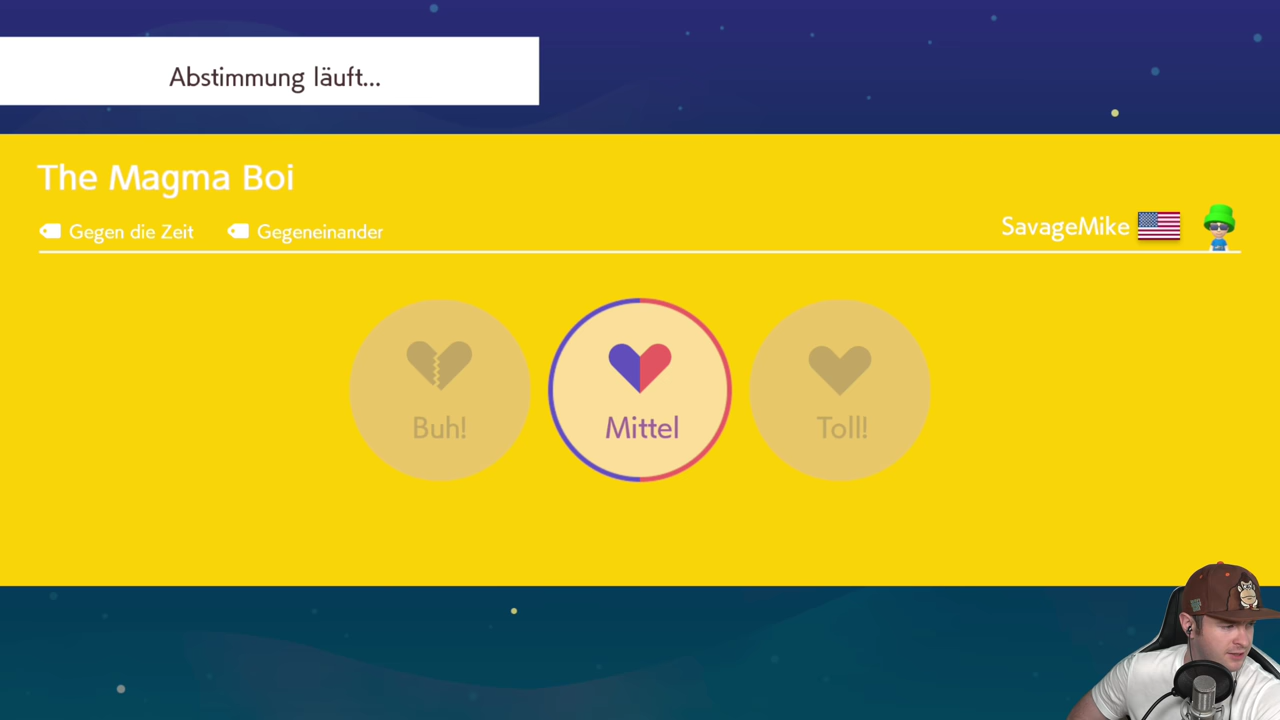 Abstimmung läuft...
The Magma Boi
Gegen die Zeit Gegeneinander
SavageMike
Buh!
Mittel
Toll!